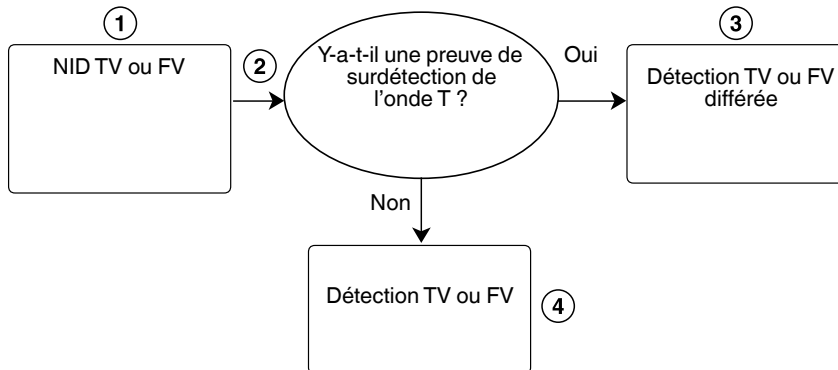 1
NID TV ou FV
2
Y-a-t-il une preuve de
surdétection de
l'onde T ?
Oui
3
Détection TV ou FV
différée
Non
Détection TV ou FV
4